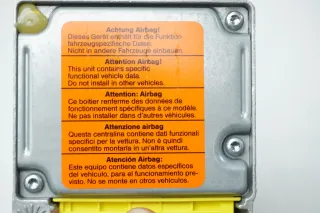 Achtung Airbag!
Dieses Gerät enthält für die Funktion
fahrzeugspezifische Daten.
Nicht in andere Fahrzeuge einbauen.
Attention Airbag!
This unit contains specific
functional vehicle data.
Do not install in other vehicles.
Attention: Airbag!
Ce boitier renferme des données de
fonctionnement spécifiques à ce modèle.
Ne pas installer dans d'autres véhicules.
Attenzione airbag
Questa centralina contiene dati funzionali
specifici per la vettura. Non è quindi
consentito montarla in un'altra vettura.
Atención Airbag:
Este equipo contiene datos específicos
del vehículo, para el funcionamiento pre-
visto. No se monte en otros vehículos.